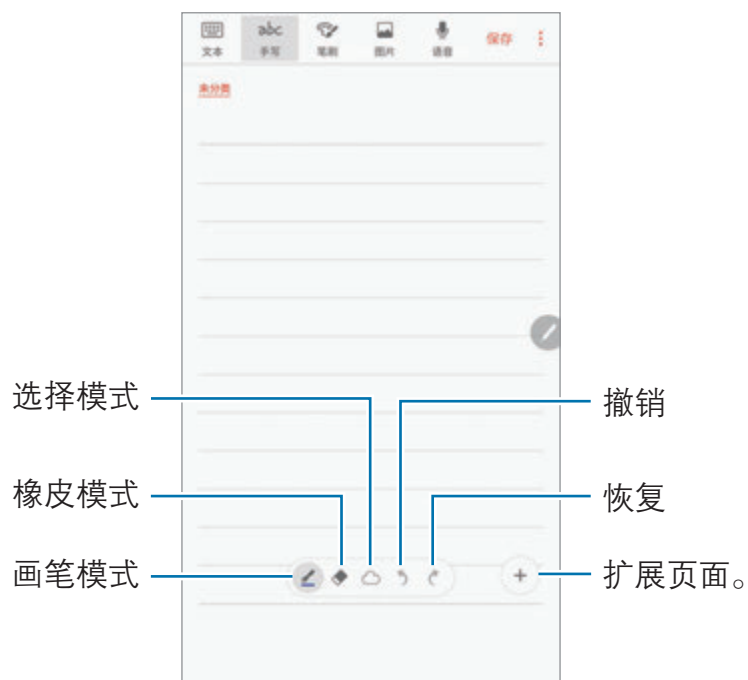 文本 abc 手写 笔刷 图片 语音 保存
未分类
选择模式
撤销
橡皮模式
恢复
画笔模式
扩展页面。